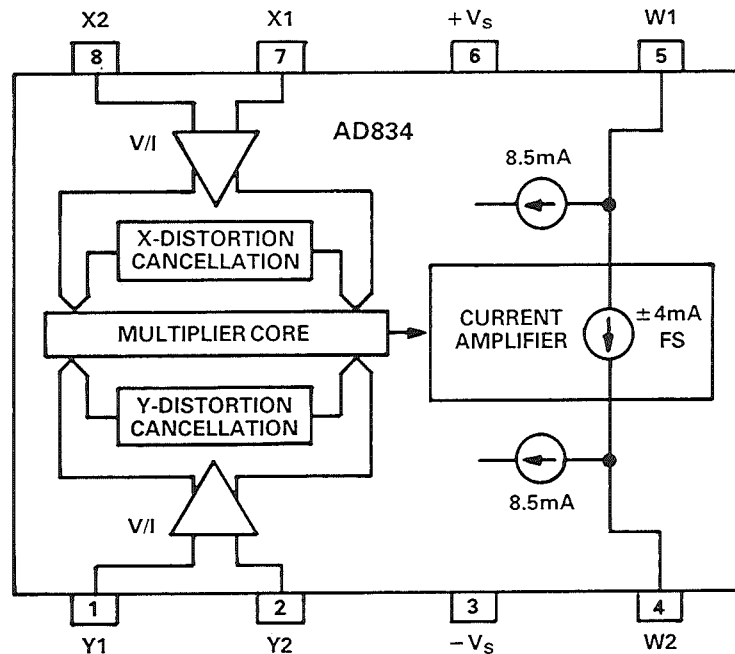 X2 X1 +VS W1
8 7 6 5
V/I
AD834
8.5mA
X-DISTORTION
CANCELLATION
MULTIPLIER CORE
CURRENT
AMPLIFIER
±4mA
FS
Y-DISTORTION
CANCELLATION
8.5mA
V/I
1 2 3 4
Y1 Y2 −VS W2